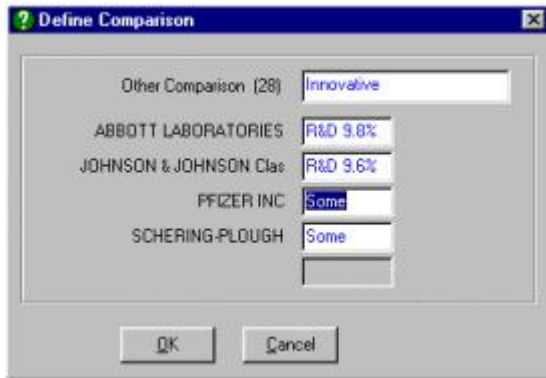 Define Comparison
Other Comparison (28) Innovative
ABBOTT LABORATORIES R&D 9.8%
JOHNSON & JOHNSON Clas R&D 9.6%
PFIZER INC Some
SCHERING-PLOUGH Some
OK Cancel